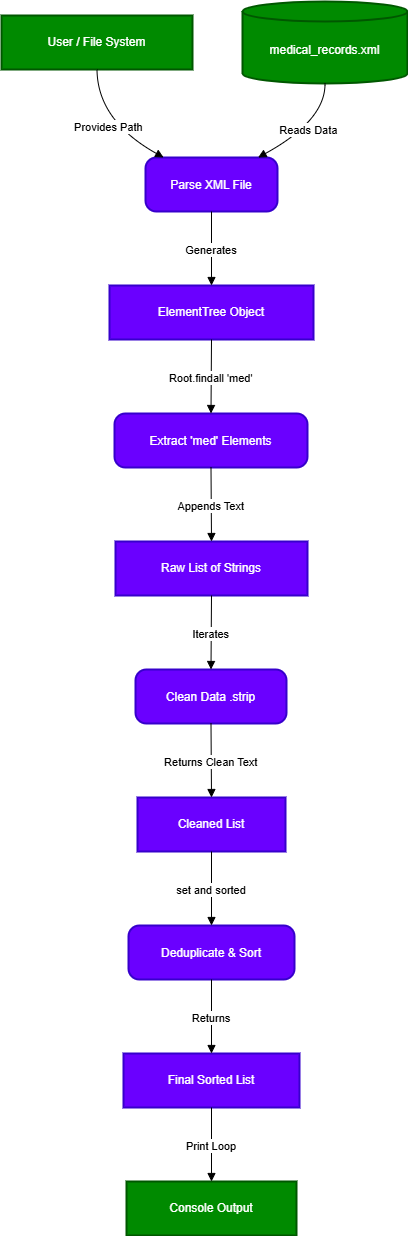 User / File System
medical_records.xml
Provides Path
Reads Data
Parse XML File
Generates
ElementTree Object
Root.findall 'med'
Extract 'med' Elements
Appends Text
Raw List of Strings
Iterates
Clean Data .strip
Returns Clean Text
Cleaned List
set and sorted
Deduplicate & Sort
Returns
Final Sorted List
Print Loop
Console Output